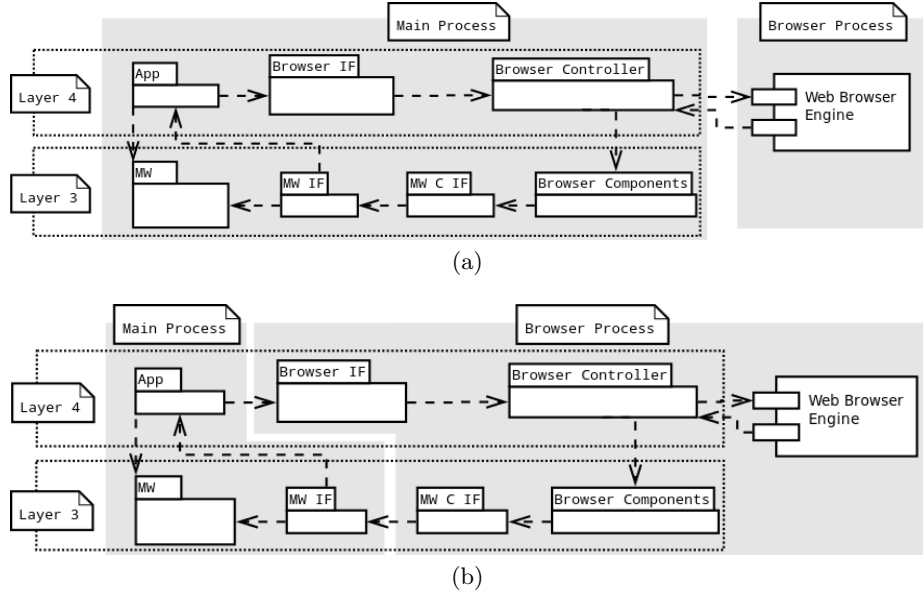 Main Process
Browser Process
Layer 4
App
Browser IF
Browser Controller
Web Browser
Engine
Layer 3
MW
MW IF
MW C IF
Browser Components
(a)
Main Process
Browser Process
Layer 4
App
Browser IF
Browser Controller
Web Browser
Engine
Layer 3
MW
MW IF
MW C IF
Browser Components
(b)